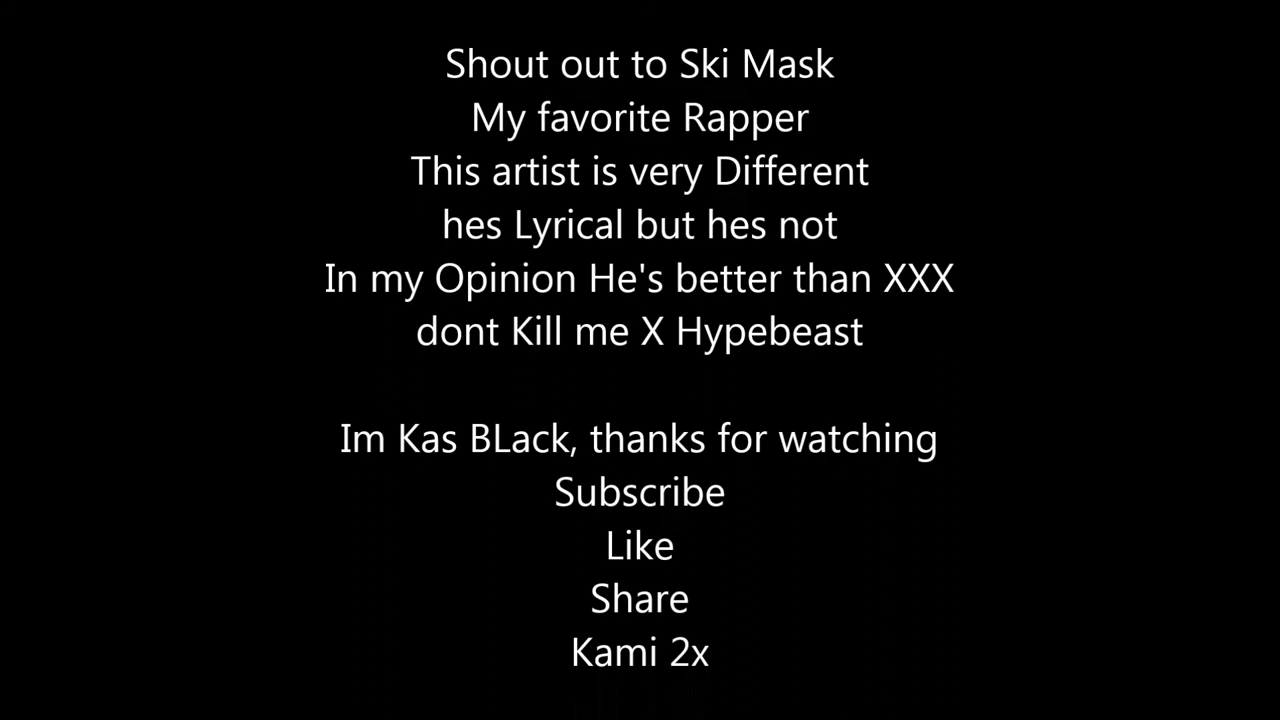 Shout out to Ski Mask
My favorite Rapper
This artist is very Different
hes Lyrical but hes not
In my Opinion He's better than XXX
dont Kill me X Hypebeast
Im Kas BLack, thanks for watching
Subscribe
Like
Share
Kami 2x